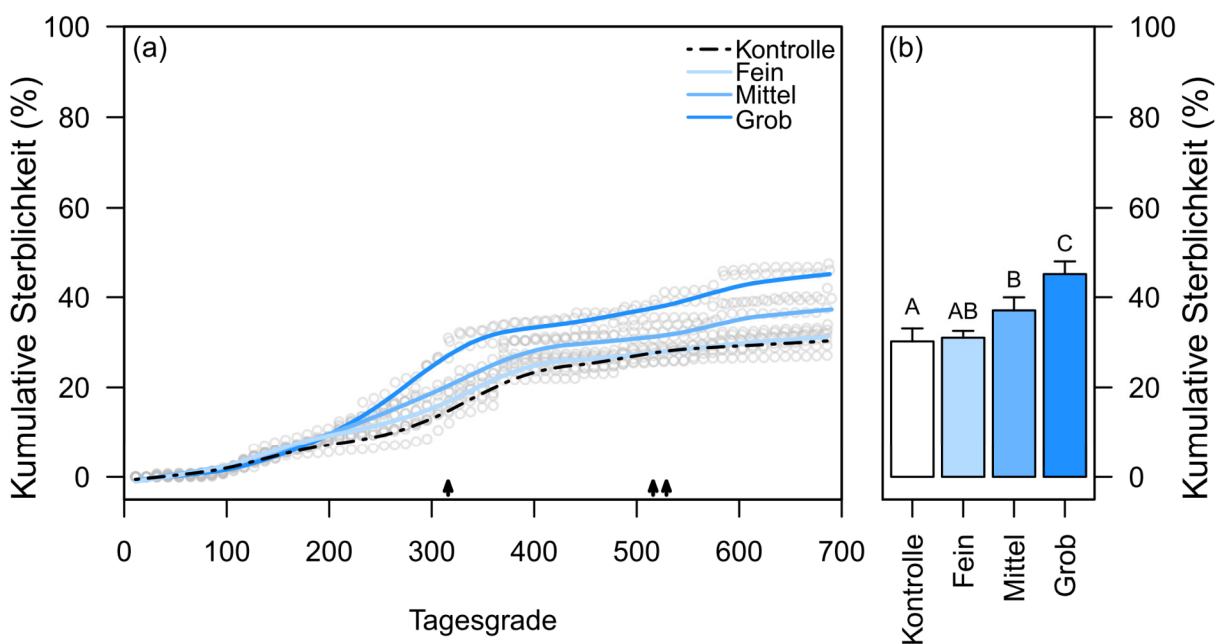 (a)
Kontrolle
Fein
Mittel
Grob
Kumulative Sterblichkeit (%)
100
80
60
40
20
0
0 100 200 300 400 500 600 700
Tagesgrade
(b)
A
AB
B
C
100
80
60
40
20
0
Kumulative Sterblichkeit (%)
Kontrolle
Fein
Mittel
Grob